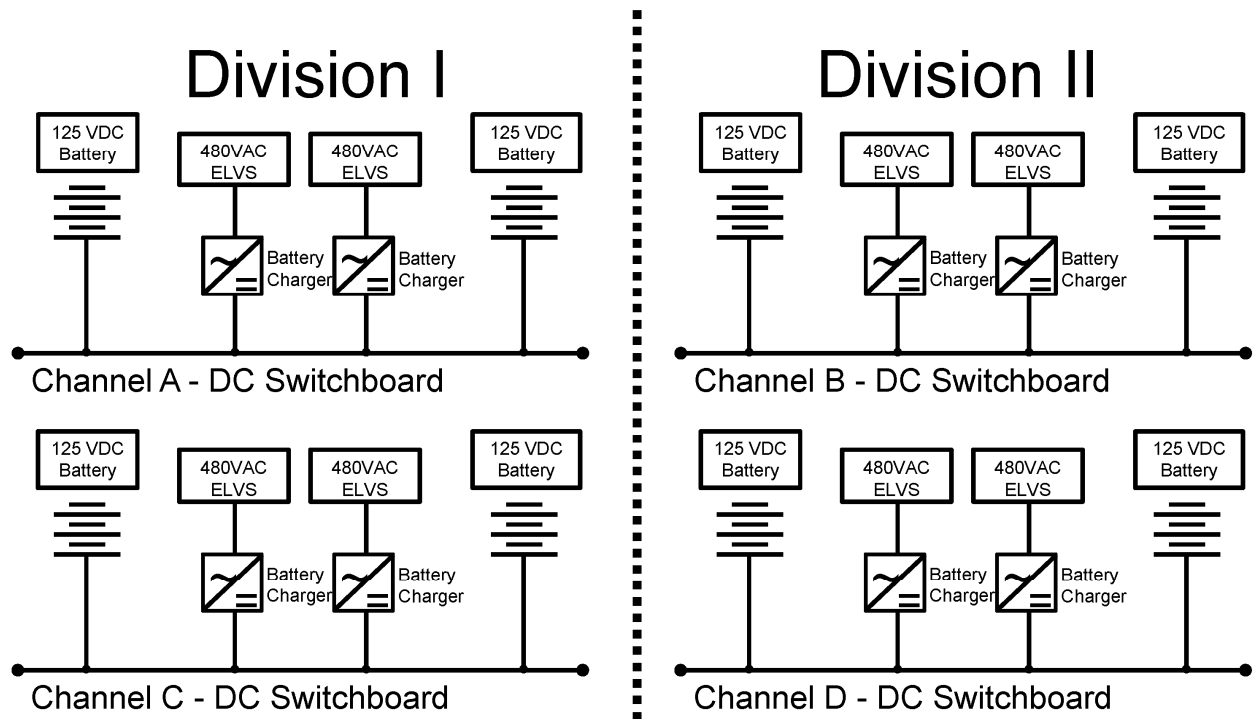 Division I
125 VDC
Battery
480VAC
ELVS
480VAC
ELVS
125 VDC
Battery
Battery
Charger
Battery
Charger
Channel A - DC Switchboard
125 VDC
Battery
480VAC
ELVS
480VAC
ELVS
125 VDC
Battery
Battery
Charger
Battery
Charger
Channel C - DC Switchboard
Division II
125 VDC
Battery
480VAC
ELVS
480VAC
ELVS
125 VDC
Battery
Battery
Charger
Battery
Charger
Channel B - DC Switchboard
125 VDC
Battery
480VAC
ELVS
480VAC
ELVS
125 VDC
Battery
Battery
Charger
Battery
Charger
Channel D - DC Switchboard